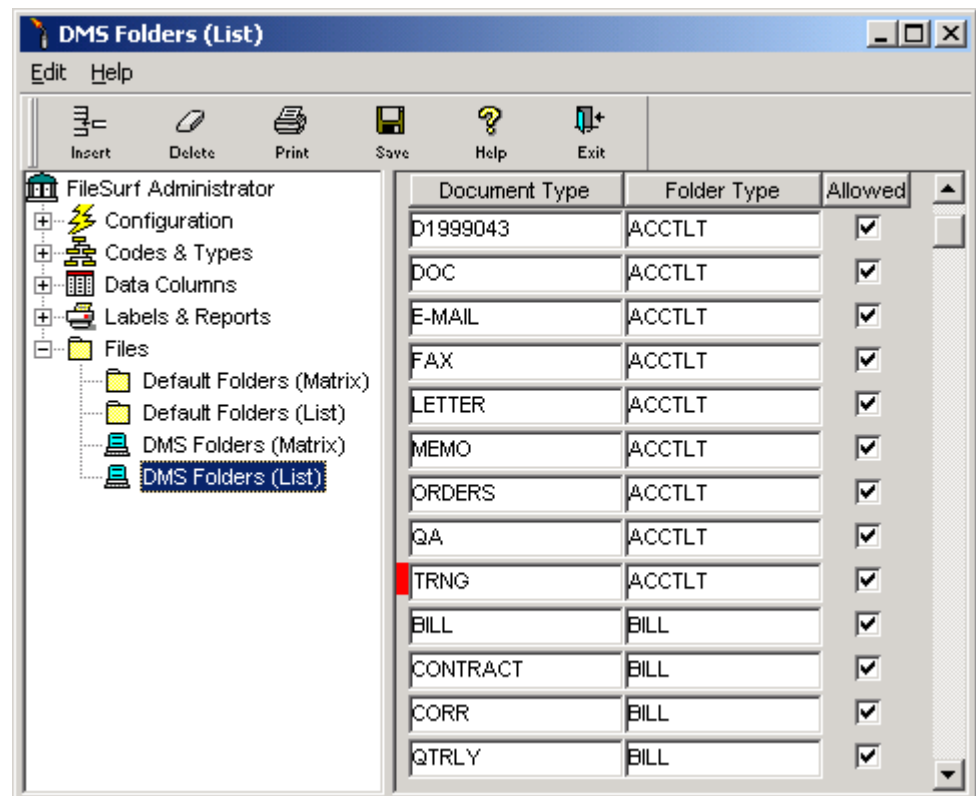 DMS Folders (List)
Edit Help
Insert Delete Print Save Help Exit
FileSurf Administrator
Configuration
Codes & Types
Data Columns
Labels & Reports
Files
Default Folders (Matrix)
Default Folders (List)
DMS Folders (Matrix)
DMS Folders (List)
Document Type Folder Type Allowed
D1999043 ACCTLT
DOC ACCTLT
E-MAIL ACCTLT
FAX ACCTLT
LETTER ACCTLT
MEMO ACCTLT
ORDERS ACCTLT
QA ACCTLT
TRNG ACCTLT
BILL BILL
CONTRACT BILL
CORR BILL
QTRLY BILL